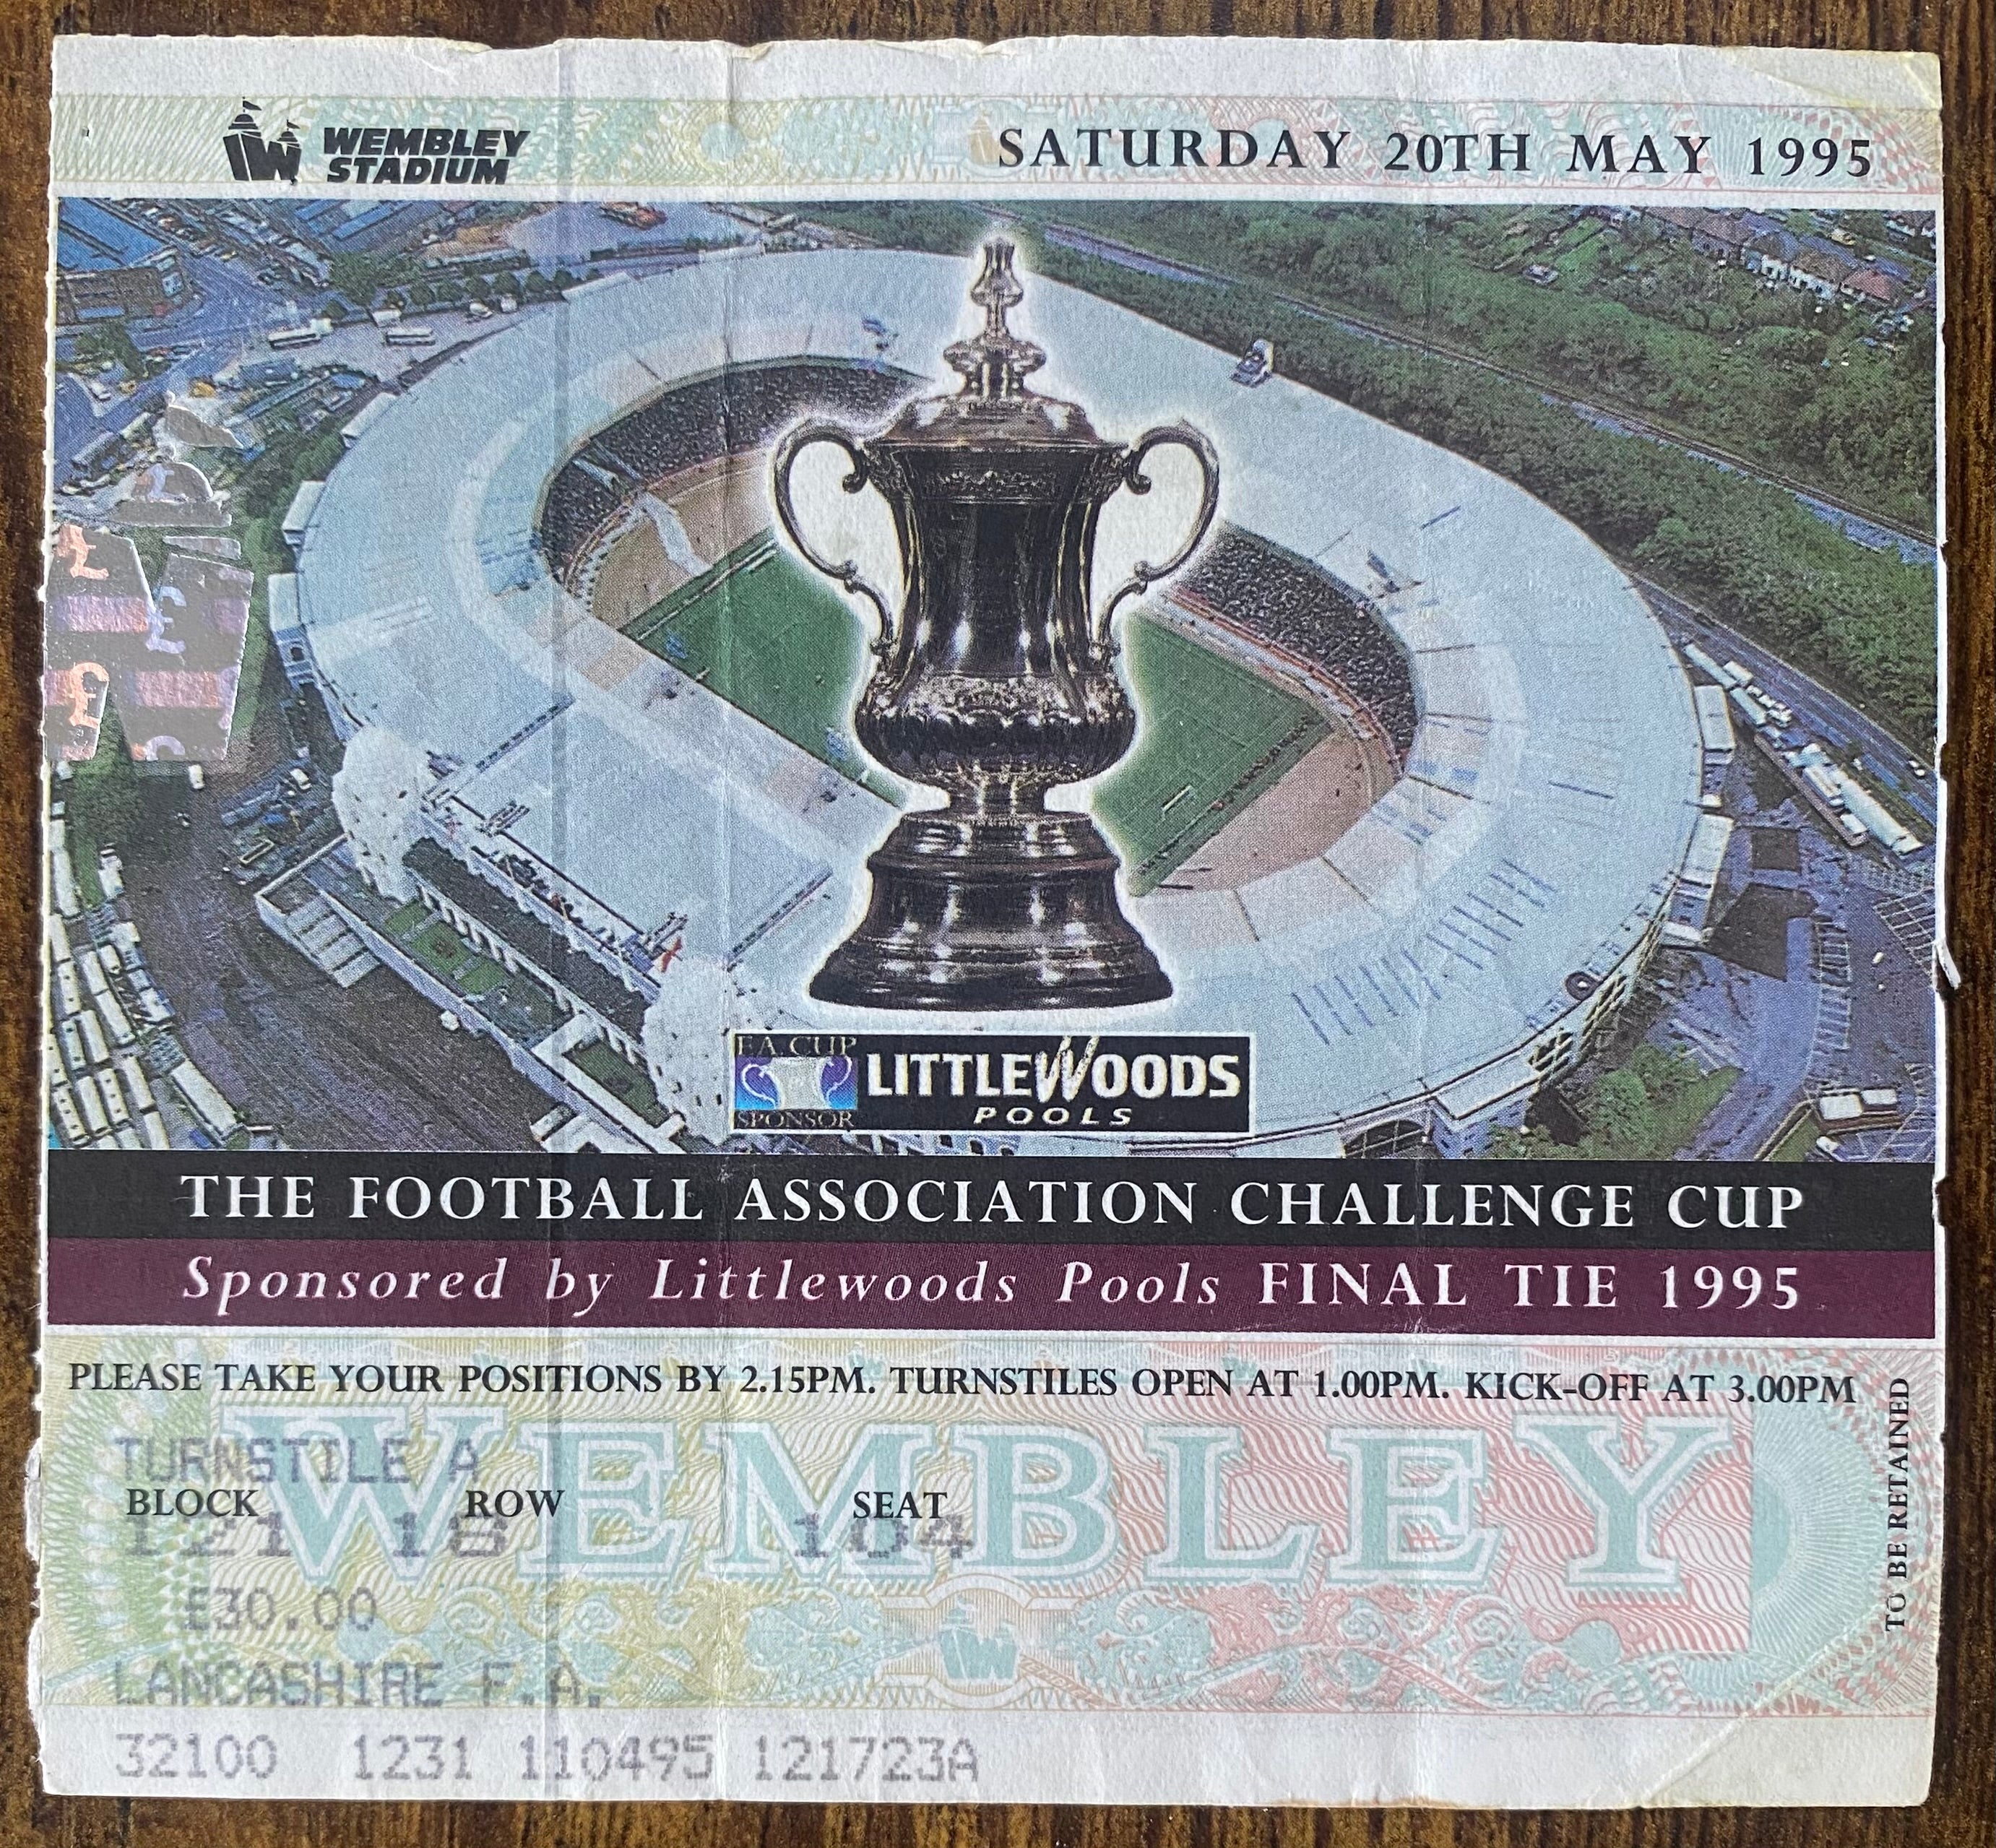 WEMBLEY
STADIUM
SATURDAY 20TH MAY 1995
£
£
£
F.A. CUP
SPONSOR
LITTLEWOODS
POOLS
THE FOOTBALL ASSOCIATION CHALLENGE CUP
Sponsored by Littlewoods Pools FINAL TIE 1995
PLEASE TAKE YOUR POSITIONS BY 2.15PM. TURNSTILES OPEN AT 1.00PM. KICK-OFF AT 3.00PM
WEMBLEY
TURNSTILE A
BLOCK ROW SEAT
121 18 104
£30.00
LANCASHIRE F.A.
32100 1231 110495 121723A
TO BE RETAINED